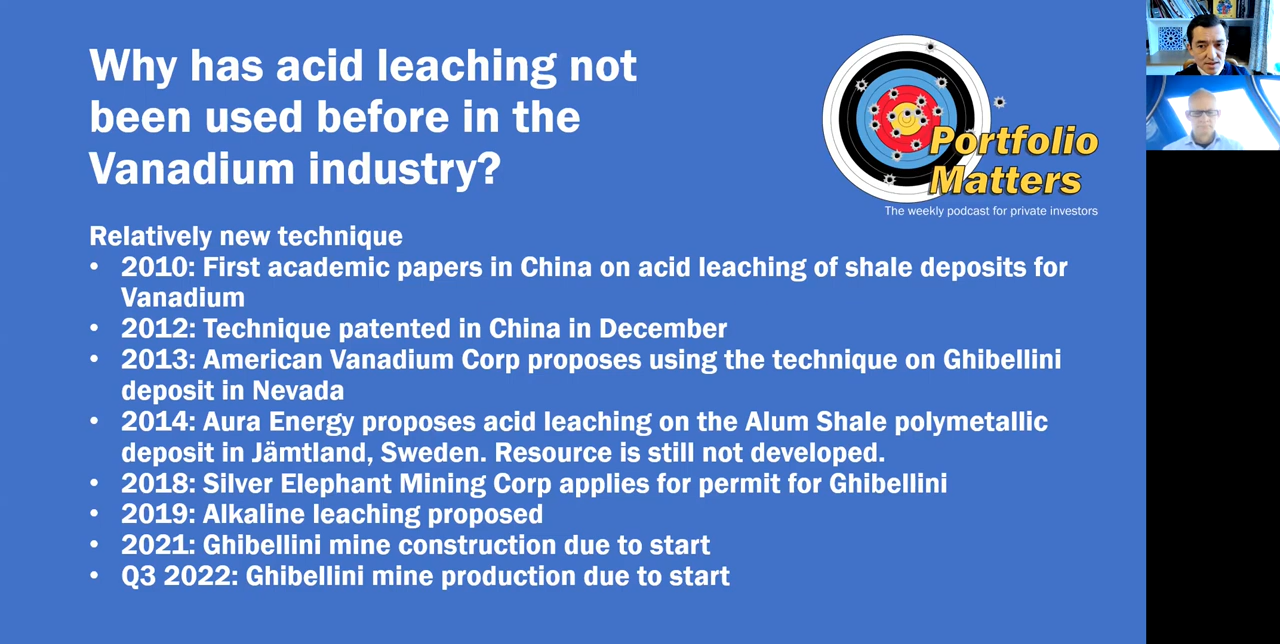 Why has acid leaching not
been used before in the
Vanadium industry?
Portfolio
Matters
The weekly podcast for private investors
Relatively new technique
• 2010: First academic papers in China on acid leaching of shale deposits for
Vanadium
• 2012: Technique patented in China in December
• 2013: American Vanadium Corp proposes using the technique on Ghibellini
deposit in Nevada
• 2014: Aura Energy proposes acid leaching on the Alum Shale polymetallic
deposit in Jämtland, Sweden. Resource is still not developed.
• 2018: Silver Elephant Mining Corp applies for permit for Ghibellini
• 2019: Alkaline leaching proposed
• 2021: Ghibellini mine construction due to start
• Q3 2022: Ghibellini mine production due to start